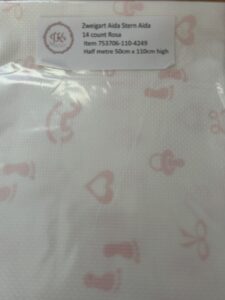 Zweigart Aida Stern Aida
14 count Rosa
Item 753706-110-4249
Half metre 50cm x 110cm high